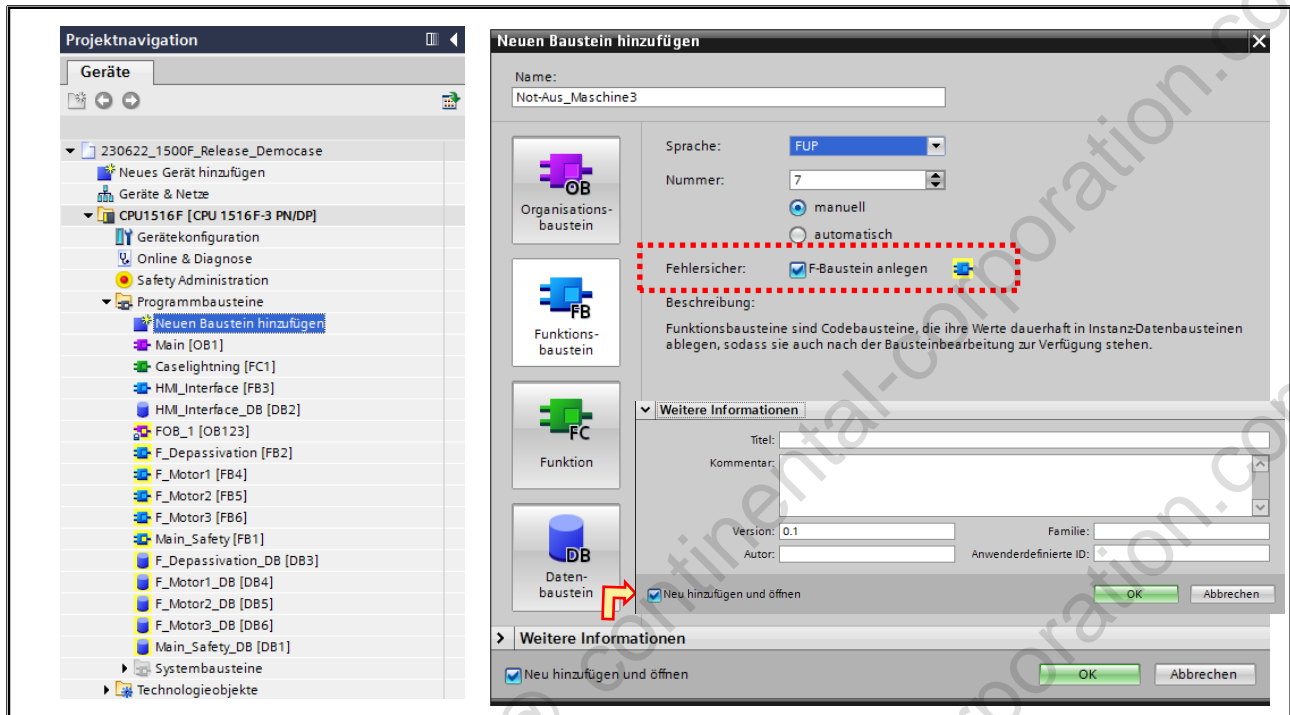 Projektnavigation
Geräte
230622_1500F_Release_Democase
Neues Gerät hinzufügen
Geräte & Netze
CPU1516F [CPU 1516F-3 PN/DP]
Gerätekonfiguration
Online & Diagnose
Safety Administration
Programmbausteine
Neuen Baustein hinzufügen
Main [OB1]
Caselightning [FC1]
HMI_Interface [FB3]
HMI_Interface_DB [DB2]
FOB_1 [OB123]
F_Depassivation [FB2]
F_Motor1 [FB4]
F_Motor2 [FB5]
F_Motor3 [FB6]
Main_Safety [FB1]
F_Depassivation_DB [DB3]
F_Motor1_DB [DB4]
F_Motor2_DB [DB5]
F_Motor3_DB [DB6]
Main_Safety_DB [DB1]
Systembausteine
Technologieobjekte
Neuen Baustein hinzufügen
Name:
Not-Aus_Maschine3
OB
Organisations-
baustein
FB
Funktions-
baustein
FC
Funktion
DB
Daten-
baustein
Sprache: FUP
Nummer: 7
manuell
automatisch
Fehlersicher: F-Baustein anlegen
Beschreibung:
Funktionsbausteine sind Codebausteine, die ihre Werte dauerhaft in Instanz-Datenbausteinen
ablegen, sodass sie auch nach der Bausteinbearbeitung zur Verfügung stehen.
Weitere Informationen
Titel:
Kommentar:
Version: 0.1 Familie:
Autor: Anwenderdefinierte ID:
Neu hinzufügen und öffnen OK Abbrechen
Weitere Informationen
Neu hinzufügen und öffnen OK Abbrechen
@ continental-corporation.com